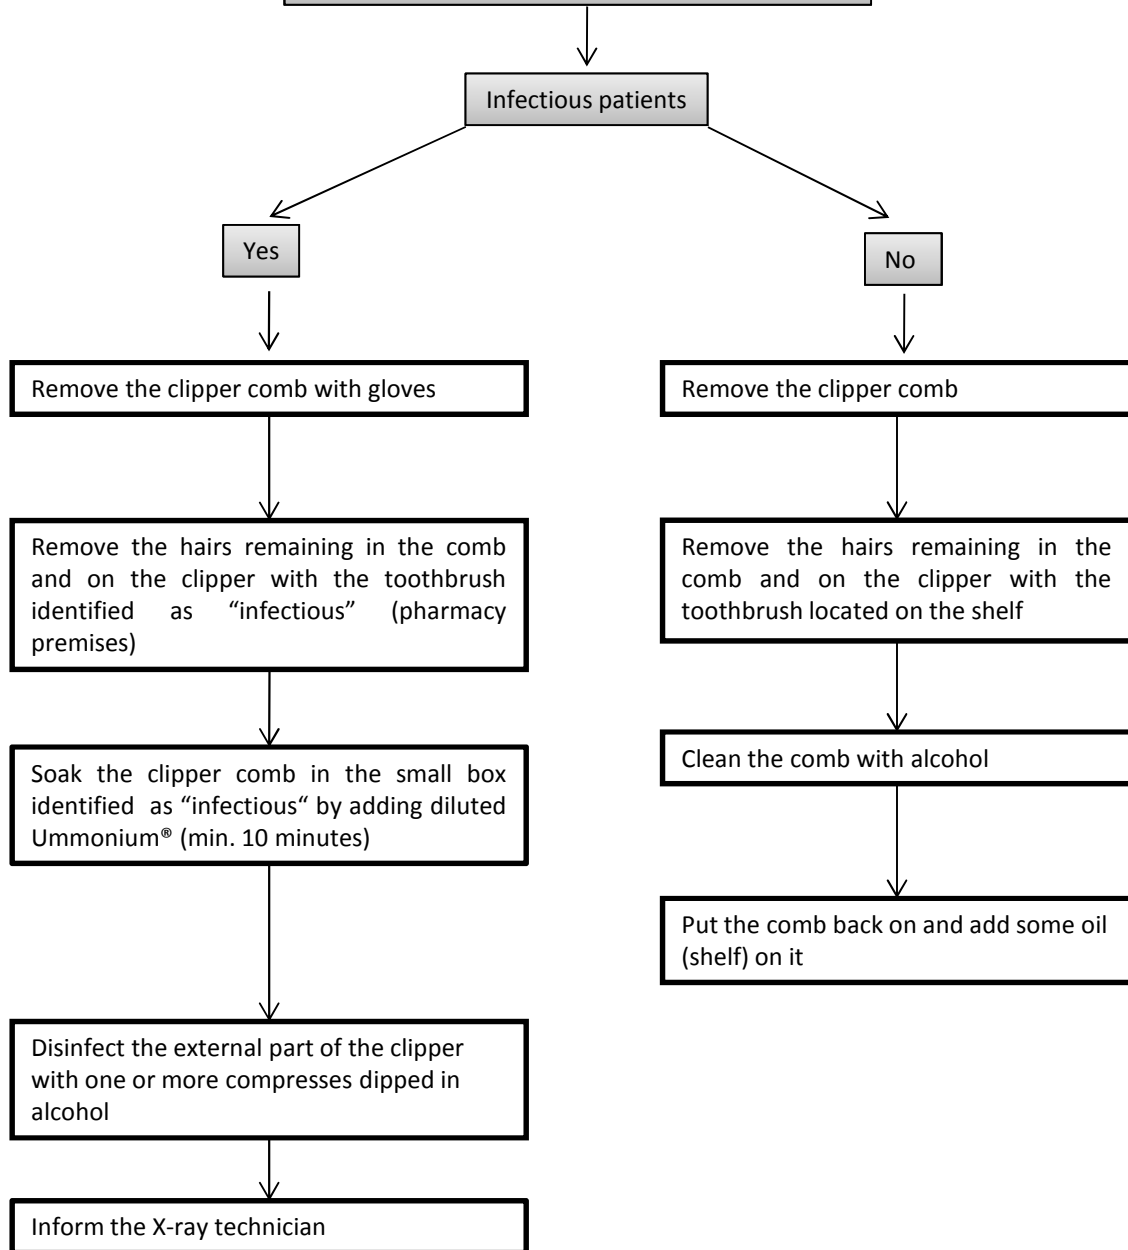 Infectious patients
Yes
No
Remove the clipper comb with gloves
Remove the hairs remaining in the comb
and on the clipper with the toothbrush
identified as “infectious” (pharmacy
premises)
Soak the clipper comb in the small box
identified as “infectious“ by adding diluted
Ummonium® (min. 10 minutes)
Disinfect the external part of the clipper
with one or more compresses dipped in
alcohol
Inform the X-ray technician
Remove the clipper comb
Remove the hairs remaining in the
comb and on the clipper with the
toothbrush located on the shelf
Clean the comb with alcohol
Put the comb back on and add some oil
(shelf) on it